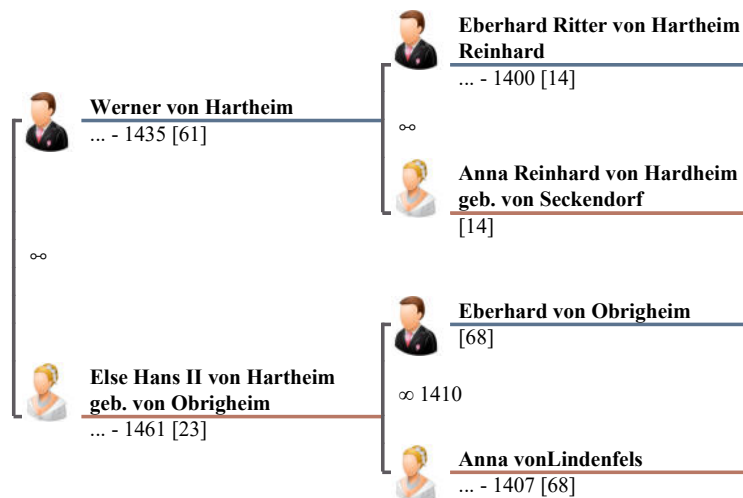 Eberhard Ritter von Hartheim
Reinhard
... - 1400 [14]
Werner von Hartheim
... - 1435 [61]
⚯
Anna Reinhard von Hardheim
geb. von Seckendorf
[14]
⚯
Eberhard von Obrigheim
[68]
Else Hans II von Hartheim
geb. von Obrigheim
... - 1461 [23]
∞ 1410
Anna vonLindenfels
... - 1407 [68]